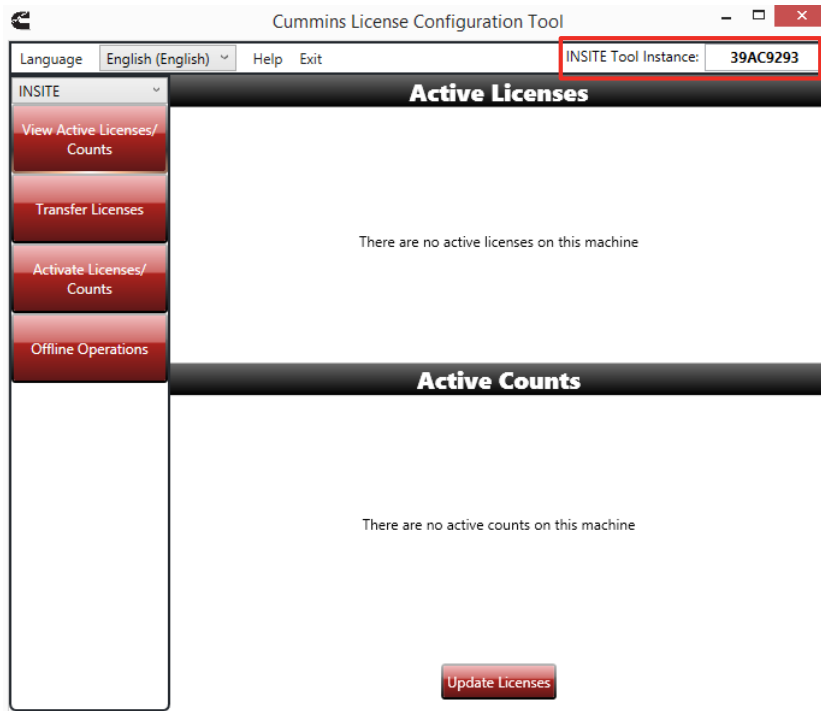 Cummins License Configuration Tool
Language English (English) Help Exit INSITE Tool Instance: 39AC9293
INSITE
View Active Licenses/
Counts
Transfer Licenses
Activate Licenses/
Counts
Offline Operations
Active Licenses
There are no active licenses on this machine
Active Counts
There are no active counts on this machine
Update Licenses